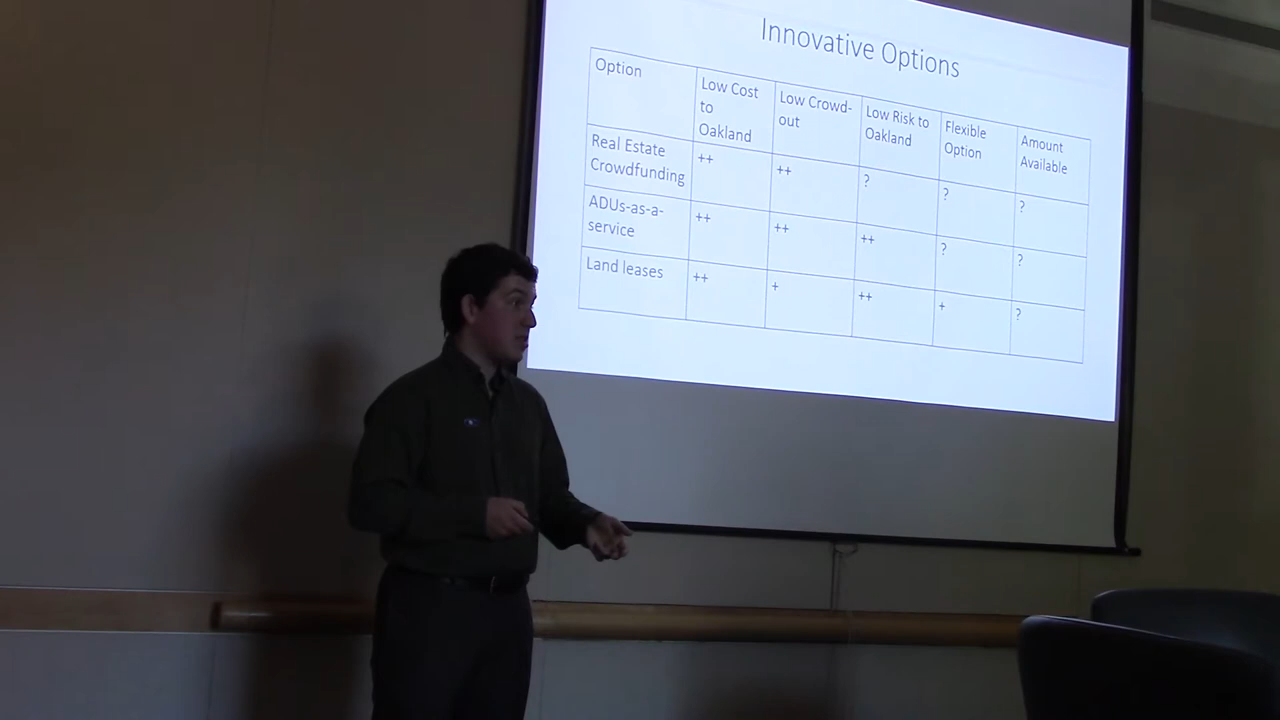 Innovative Options
Option
Low Cost
to
Oakland
Low Crowd-
out
Low Risk to
Oakland
Flexible
Option
Amount
Available
Real Estate
Crowdfunding
++
++
?
?
?
ADUs-as-a-
service
++
++
++
?
?
Land leases
++
+
++
+
?